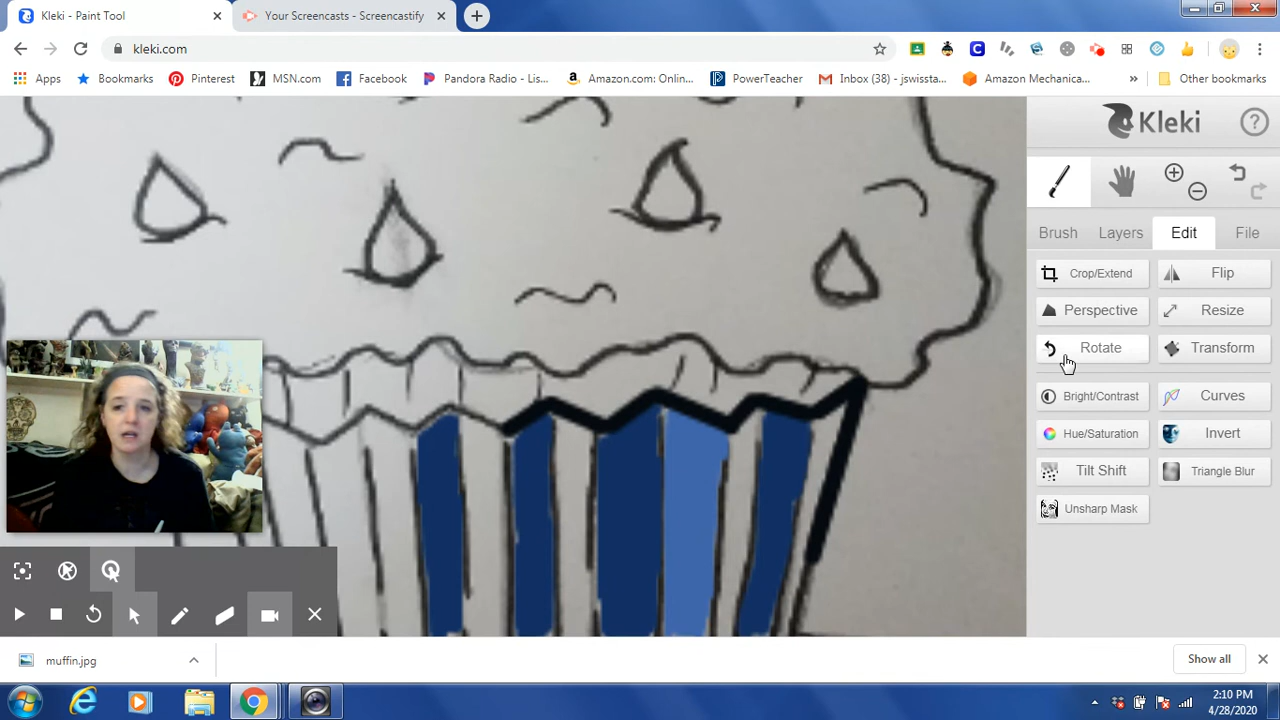 Kleki - Paint Tool
Your Screencasts - Screencastify
kleki.com
Apps
Bookmarks
Pinterest
MSN.com
Facebook
Pandora Radio - Lis...
Amazon.com: Onlin...
PowerTeacher
Inbox (38) - jswissta...
Amazon Mechanica...
»
Other bookmarks
Kleki
Brush
Layers
Edit
File
Crop/Extend
Flip
Perspective
Resize
Rotate
Transform
Bright/Contrast
Curves
Hue/Saturation
Invert
Tilt Shift
Triangle Blur
Unsharp Mask
muffin.jpg
Show all
2:10 PM
4/28/2020